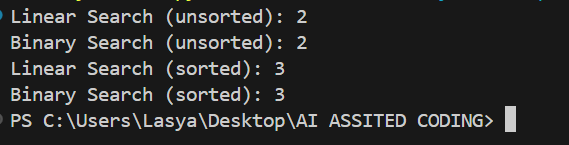 Linear Search (unsorted): 2
Binary Search (unsorted): 2
Linear Search (sorted): 3
Binary Search (sorted): 3
PS C:\Users\Lasya\Desktop\AI ASSITED CODING>